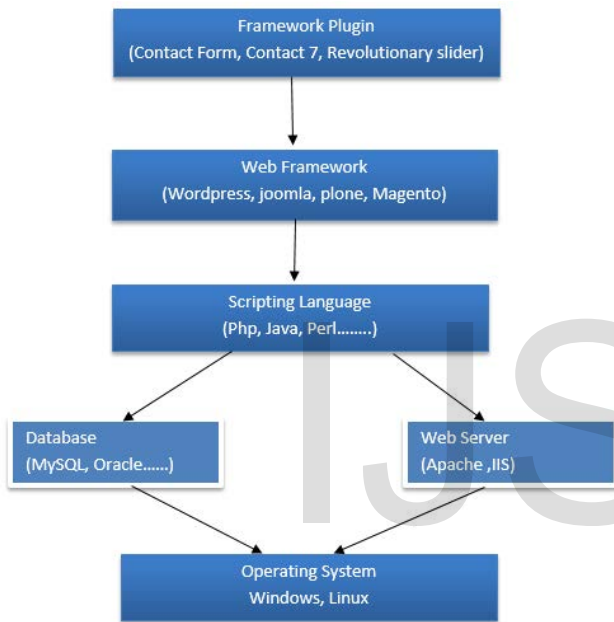 Framework Plugin
(Contact Form, Contact 7, Revolutionary slider)
Web Framework
(Wordpress, joomla, plone, Magento)
Scripting Language
(Php, Java, Perl........)
Database
(MySQL, Oracle......)
Web Server
(Apache ,IIS)
Operating System
Windows, Linux
IJS